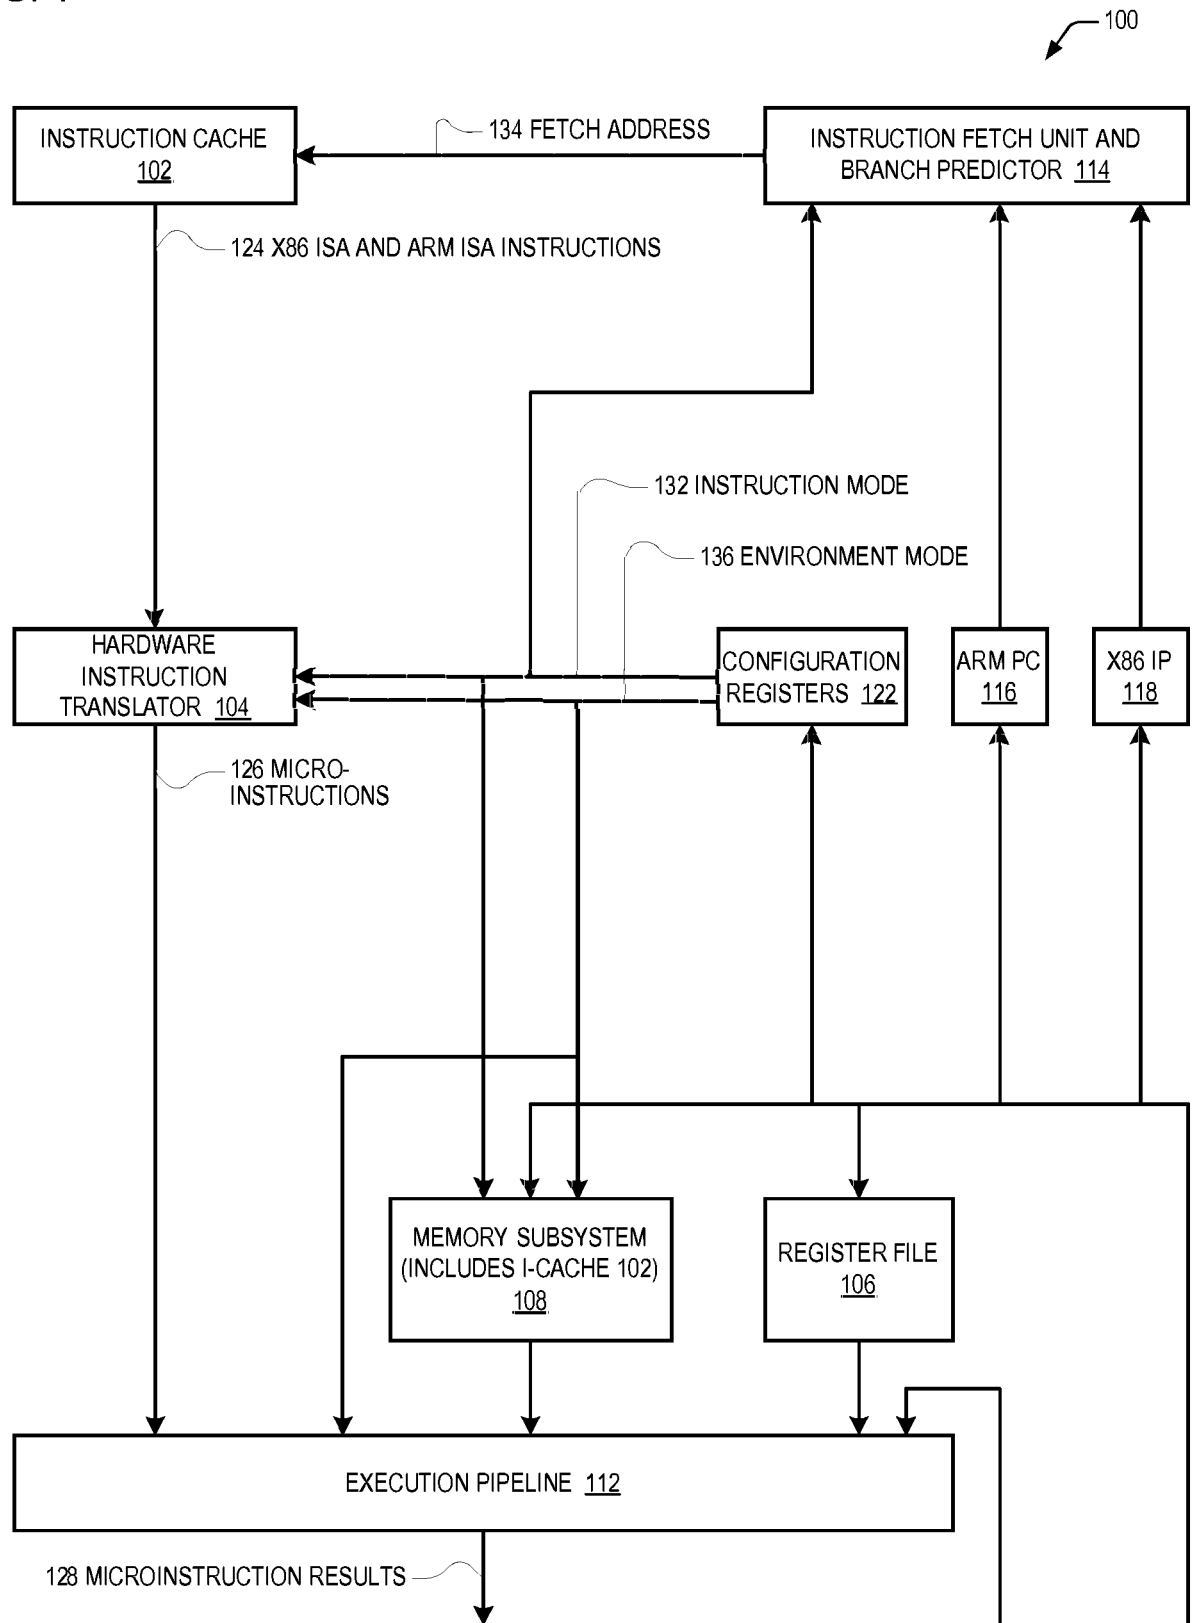 100
INSTRUCTION CACHE
102
134 FETCH ADDRESS
INSTRUCTION FETCH UNIT AND
BRANCH PREDICTOR 114
124 X86 ISA AND ARM ISA INSTRUCTIONS
132 INSTRUCTION MODE
136 ENVIRONMENT MODE
HARDWARE
INSTRUCTION
TRANSLATOR 104
CONFIGURATION
REGISTERS 122
ARM PC
116
X86 IP
118
126 MICRO-
INSTRUCTIONS
MEMORY SUBSYSTEM
(INCLUDES I-CACHE 102)
108
REGISTER FILE
106
EXECUTION PIPELINE 112
128 MICROINSTRUCTION RESULTS